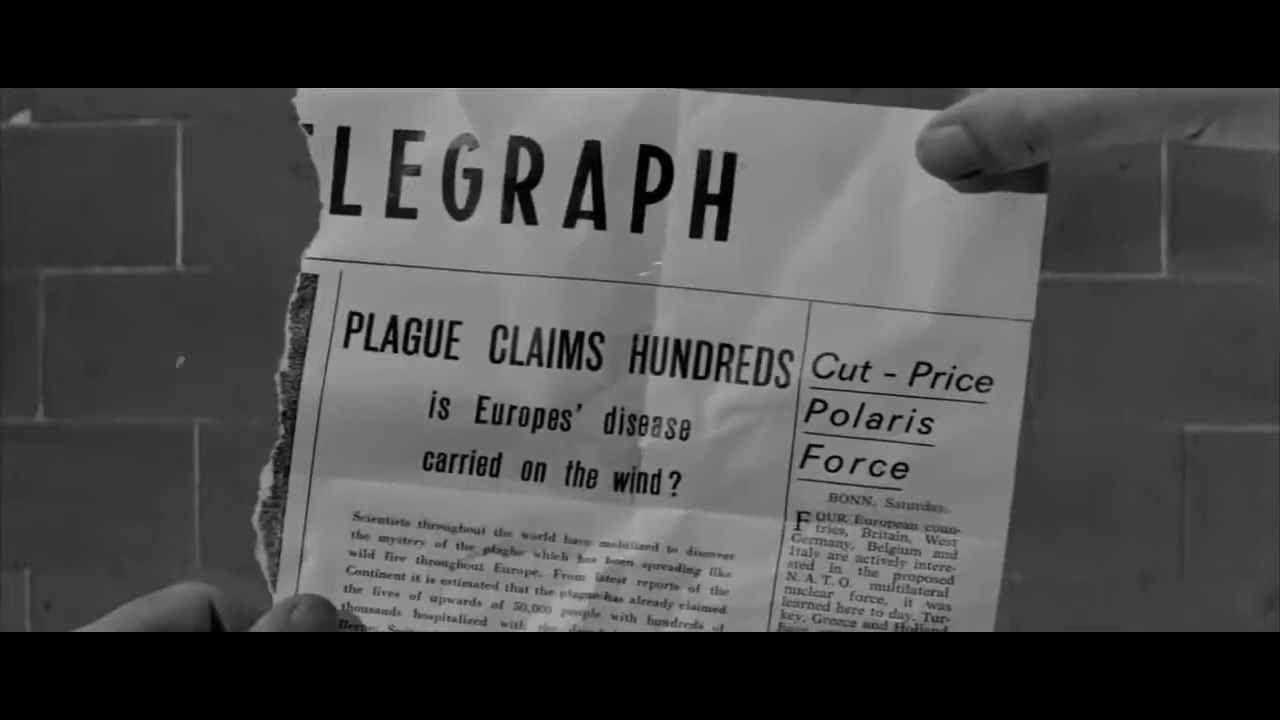 LEGRAPH
PLAGUE CLAIMS HUNDREDS
is Europes' disease
carried on the wind?
Scientists throughout the world have mobilized to discover
the mystery of the plaghe which has been spreading like
wild fire throughout Europe. From latest reports of the
Continent it is estimated that the plague has already claimed
the lives of upwards of 50,000 people with hundreds of
thousands hospitalized with the
Cut - Price
Polaris
Force
BONN, Saturday.
FOUR European coun-
tries, Britain, West
Germany, Belgium and
Italy are actively intere-
sted in the proposed
N.A.T.O. multilateral
nuclear force, it was
learned here to day. Tur-
key, Greece and Holland